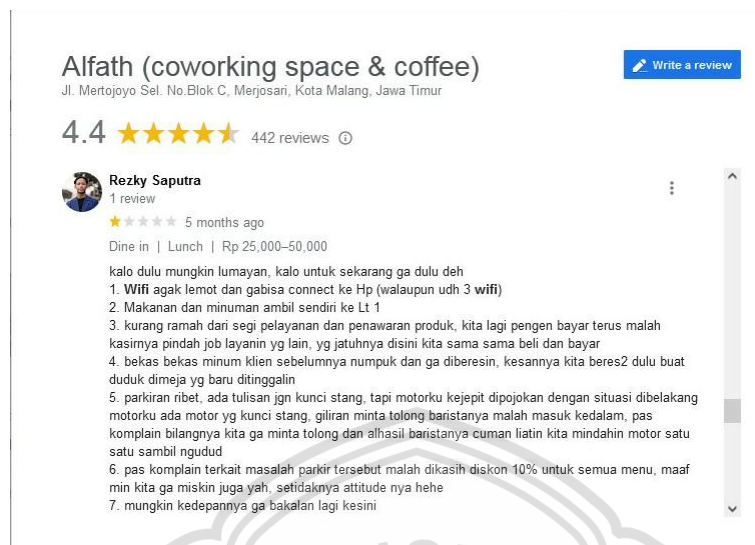 Alfath (coworking space & coffee)
Write a review
Jl. Mertojoyo Sel. No.Blok C, Merjosari, Kota Malang, Jawa Timur
4.4 442 reviews
Rezky Saputra
1 review
5 months ago
Dine in | Lunch | Rp 25,000–50,000
kalo dulu mungkin lumayan, kalo untuk sekarang ga dulu deh
1. Wifi agak lemot dan gabisa connect ke Hp (walaupun udh 3 wifi)
2. Makanan dan minuman ambil sendiri ke Lt 1
3. kurang ramah dari segi pelayanan dan penawaran produk, kita lagi pengen bayar terus malah
kasirnya pindah job layanin yg lain, yg jatuhnya disini kita sama sama beli dan bayar
4. bekas bekas minum klien sebelumnya numpuk dan ga diberesin, kesannya kita beres2 dulu buat
duduk dimeja yg baru ditinggalin
5. parkiran ribet, ada tulisan jgn kunci stang, tapi motorku kejepit dipojokan dengan situasi dibelakang
motorku ada motor yg kunci stang, giliran minta tolong baristanya malah masuk kedalam, pas
komplain bilangnya kita ga minta tolong dan alhasil baristanya cuman liatin kita mindahin motor satu
satu sambil ngudud
6. pas komplain terkait masalah parkir tersebut malah dikasih diskon 10% untuk semua menu, maaf
min kita ga miskin juga yah, setidaknya attitude nya hehe
7. mungkin kedepannya ga bakalan lagi kesini